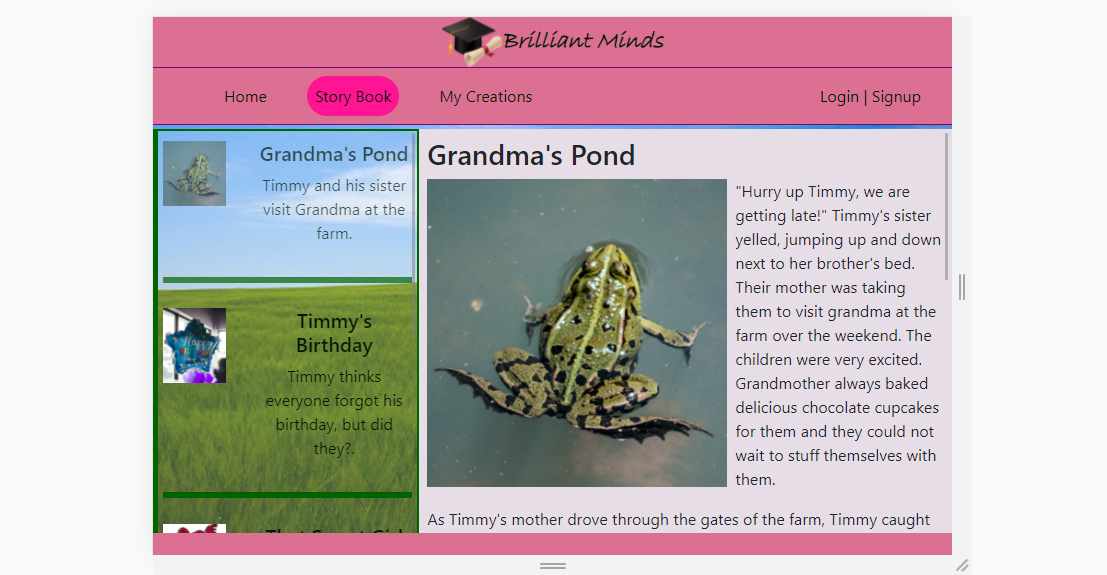 Brilliant Minds
Home Story Book My Creations Login | Signup
Grandma's Pond
Timmy and his sister
visit Grandma at the
farm.
Timmy's
Birthday
Timmy thinks
everyone forgot his
birthday, but did
they?.
Grandma's Pond
"Hurry up Timmy, we are
getting late!" Timmy's sister
yelled, jumping up and down
next to her brother's bed.
Their mother was taking
them to visit grandma at the
farm over the weekend. The
children were very excited.
Grandmother always baked
delicious chocolate cupcakes
for them and they could not
wait to stuff themselves with
them.
As Timmy's mother drove through the gates of the farm, Timmy caught